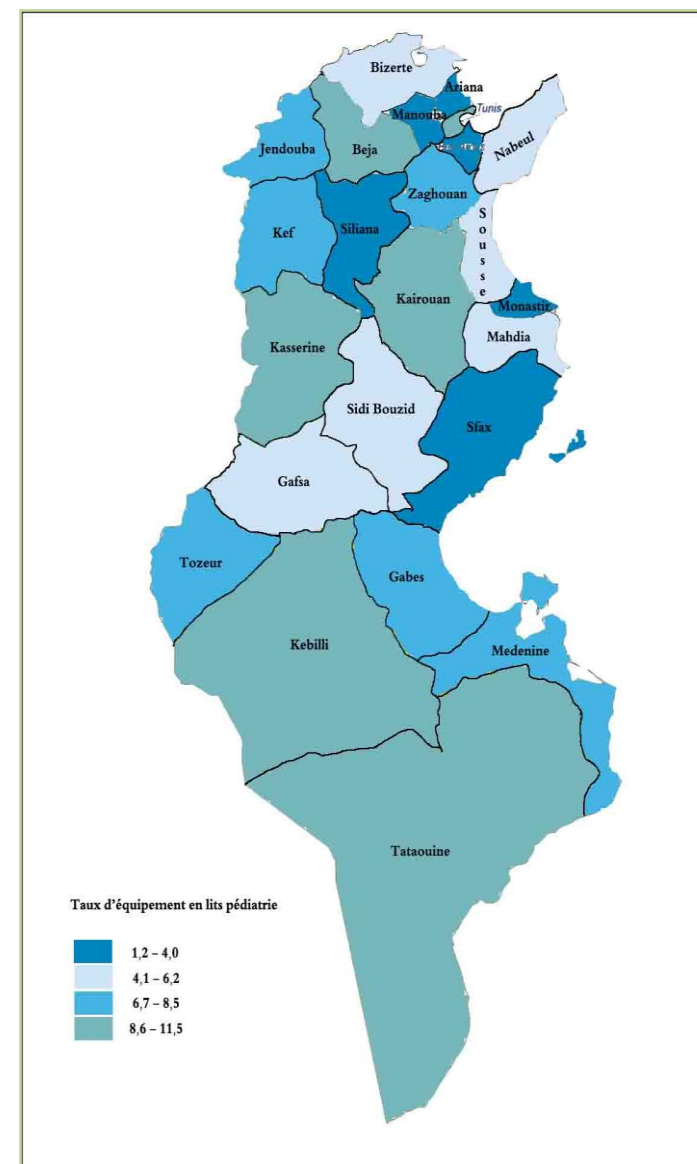 Bizerte
Ariana
Manouba
Tunis
Jendouba
Beja
Nabeul
Zaghouan
Kef
Siliana
Sousse
Kairouan
Monastir
Mahdia
Kasserine
Sidi Bouzid
Sfax
Gafsa
Tozeur
Gabes
Kebilli
Medenine
Tataouine
Taux d'équipement en lits pédiatrie
1,2 – 4,0
4,1 – 6,2
6,7 – 8,5
8,6 – 11,5